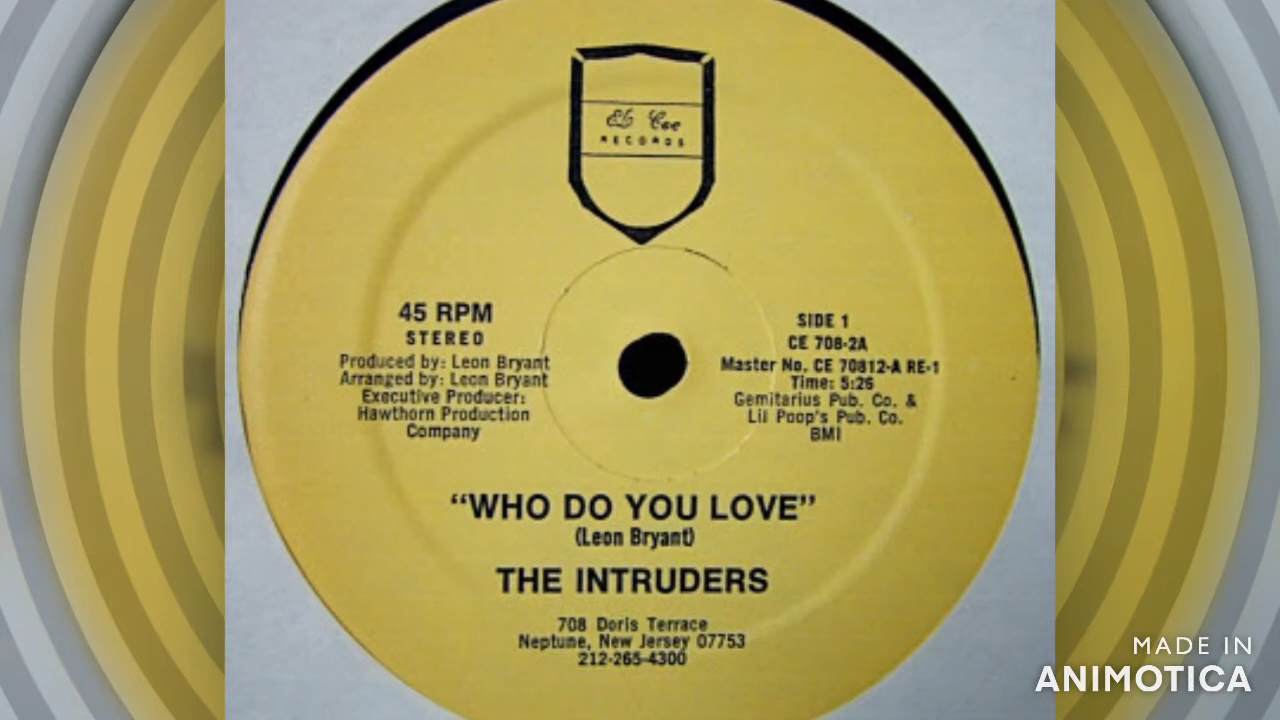 RECORDS
45 RPM
STEREO
Produced by: Leon Bryant
Arranged by: Leon Bryant
Executive Producer:
Hawthorn Production
Company
SIDE 1
CE 708-2A
Master No. CE 70812-A RE-1
Time: 5:26
Gemitarius Pub. Co. &
Lil Poop's Pub. Co.
BMI
"WHO DO YOU LOVE"
(Leon Bryant)
THE INTRUDERS
708 Doris Terrace
Neptune, New Jersey 07753
212-265-4300
MADE IN
ANIMOTICA